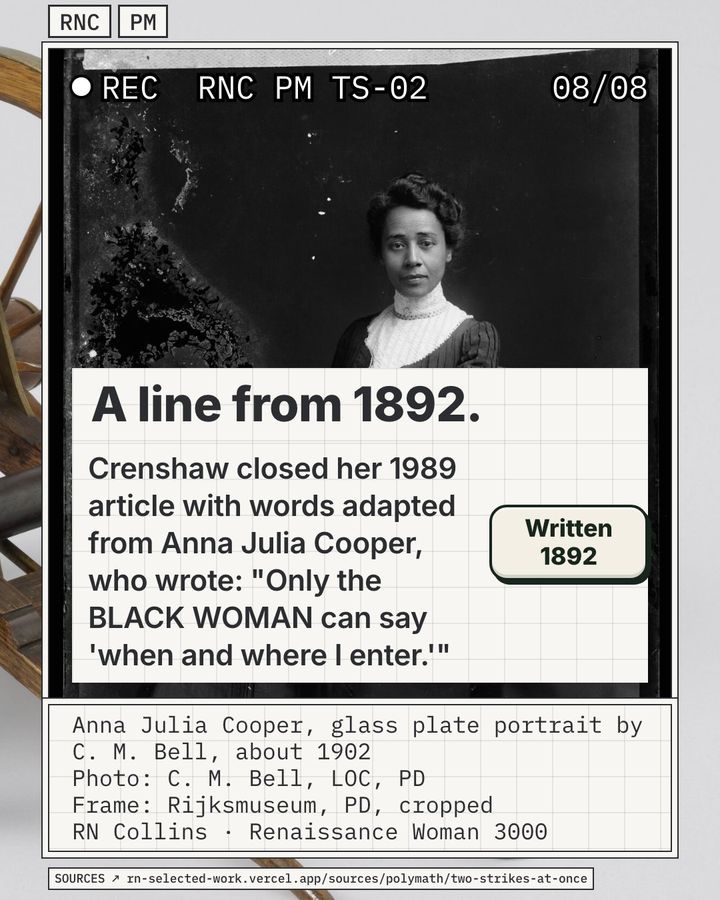 RNC PM
REC RNC PM TS-02 08/08
A line from 1892.
Crenshaw closed her 1989
article with words adapted
from Anna Julia Cooper,
who wrote: "Only the
BLACK WOMAN can say
'when and where I enter.'"
Written
1892
Anna Julia Cooper, glass plate portrait by
C. M. Bell, about 1902
Photo: C. M. Bell, LOC, PD
Frame: Rijksmuseum, PD, cropped
RN Collins · Renaissance Woman 3000
SOURCES ↗ rn-selected-work.vercel.app/sources/polymath/two-strikes-at-once